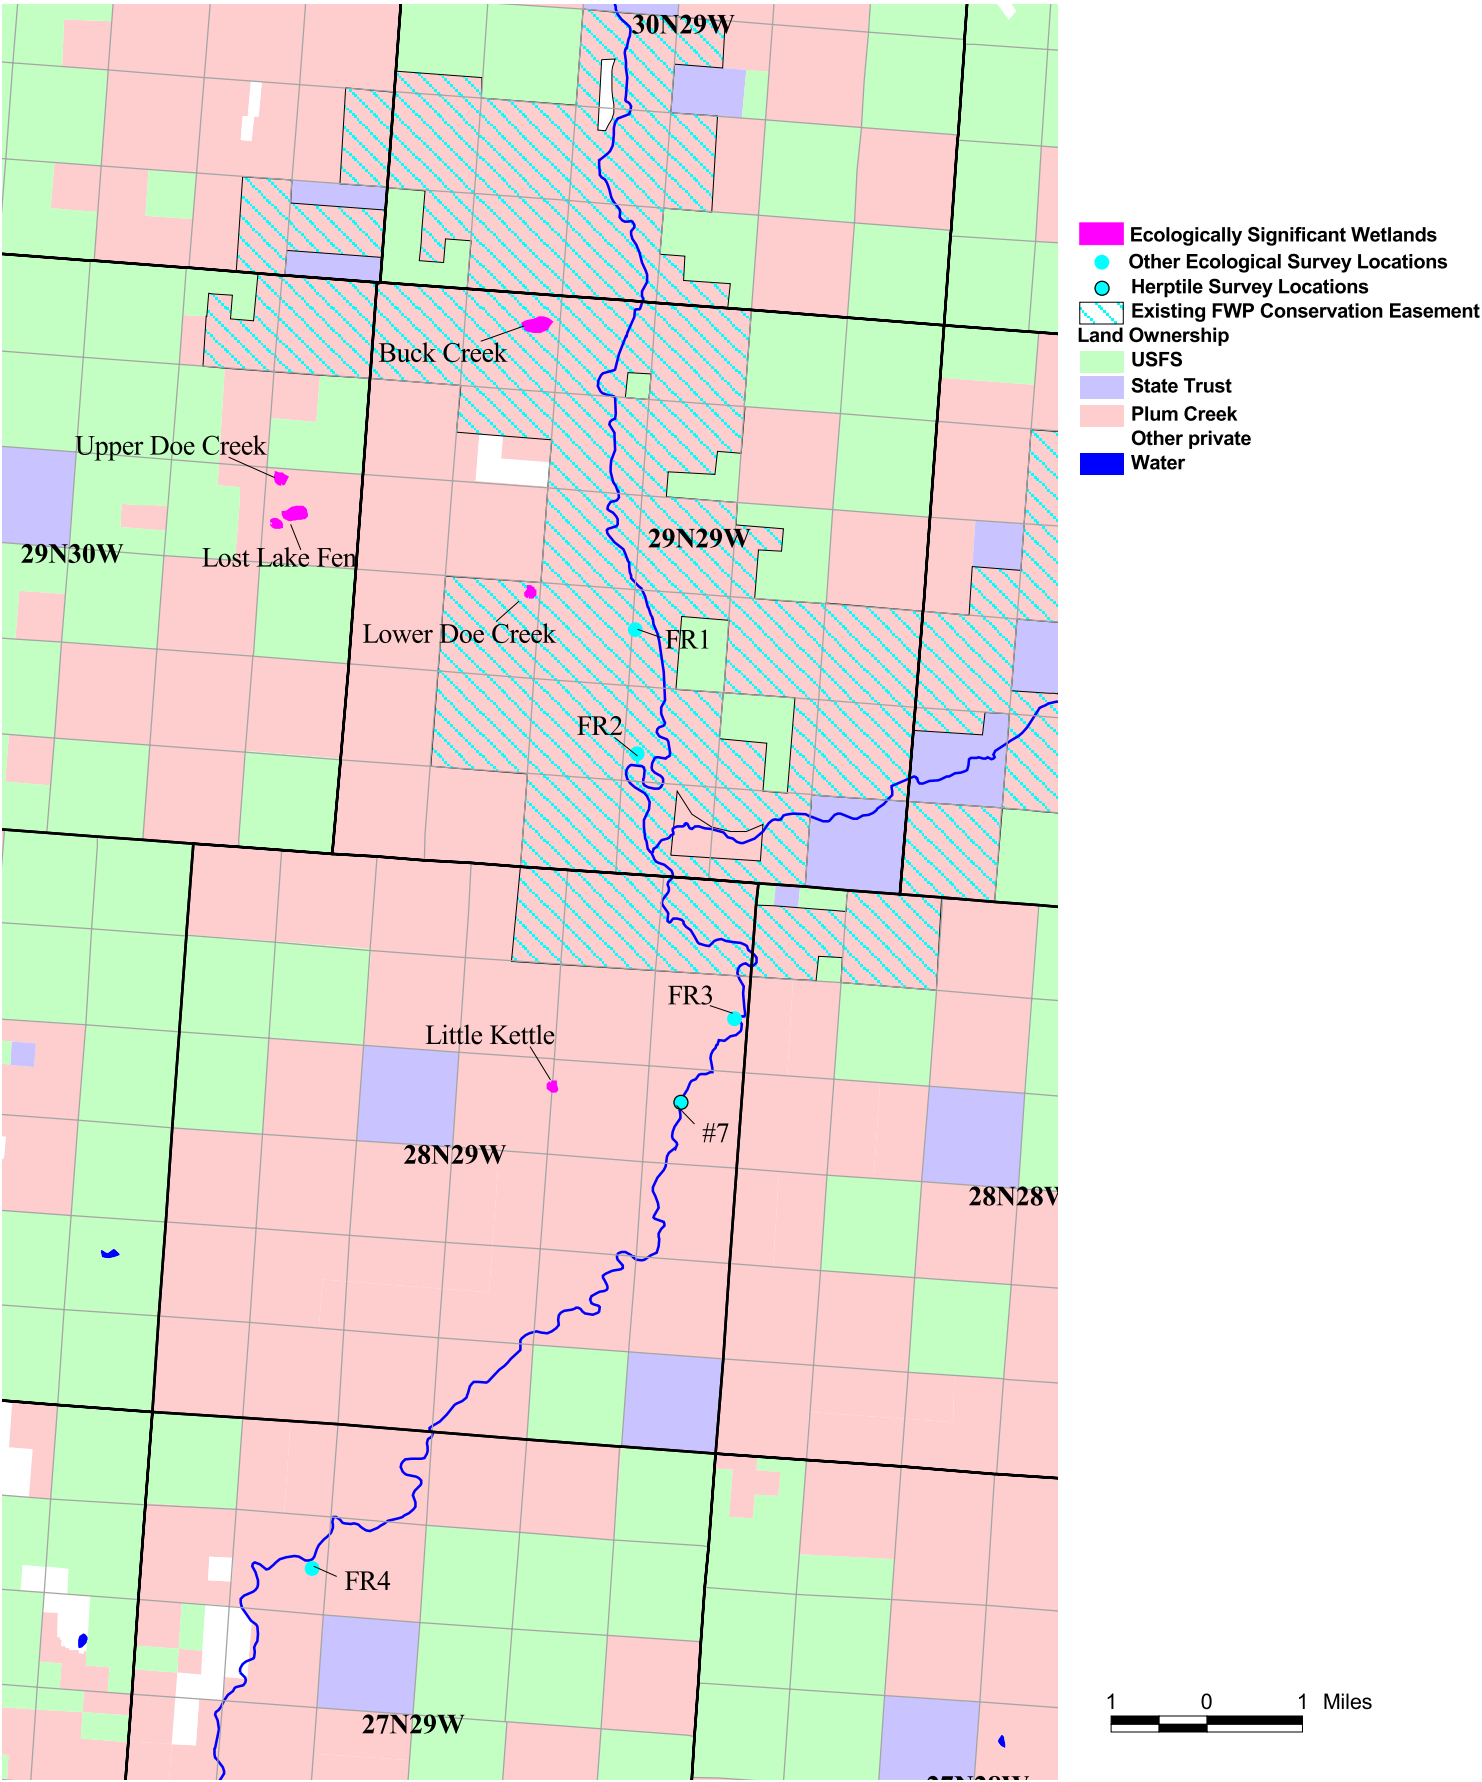 30N29W
Ecologically Significant Wetlands
Other Ecological Survey Locations
Herptile Survey Locations
Existing FWP Conservation Easement
Land Ownership
USFS
State Trust
Plum Creek
Other private
Water
Buck Creek
Upper Doe Creek
Lost Lake Fen
29N30W
29N29W
Lower Doe Creek
FR1
FR2
FR3
Little Kettle
#7
28N29W
28N28W
FR4
27N29W
1 0 1 Miles
27N28W